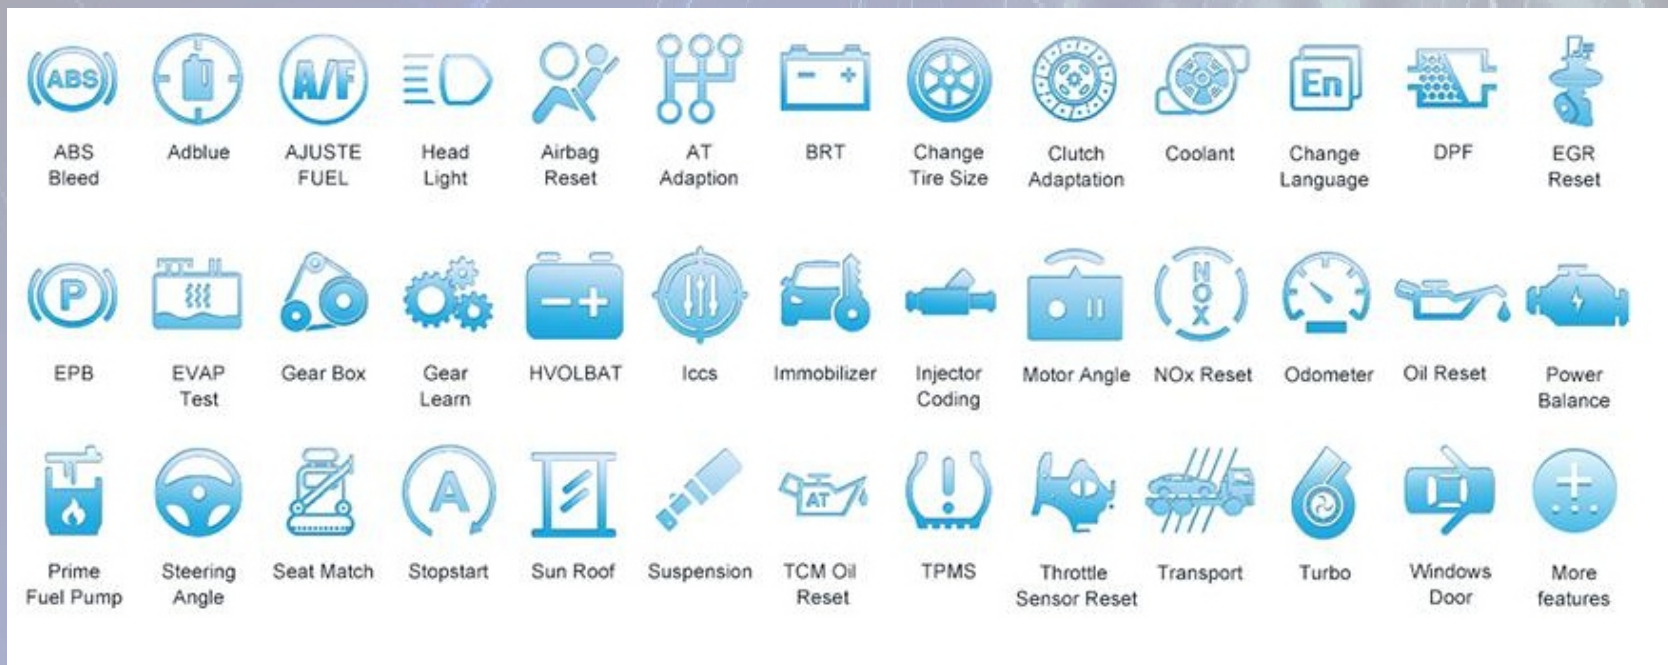 ABS
A/F
En
ABS
Bleed
Adblue
AJUSTE
FUEL
Head
Light
Airbag
Reset
AT
Adaption
BRT
Change
Tire Size
Clutch
Adaptation
Coolant
Change
Language
DPF
EGR
Reset
P
NOX
EPB
EVAP
Test
Gear Box
Gear
Learn
HVOLBAT
Iccs
Immobilizer
Injector
Coding
Motor Angle
NOx Reset
Odometer
Oil Reset
Power
Balance
A
AT
Prime
Fuel Pump
Steering
Angle
Seat Match
Stopstart
Sun Roof
Suspension
TCM Oil
Reset
TPMS
Throttle
Sensor Reset
Transport
Turbo
Windows
Door
More
features